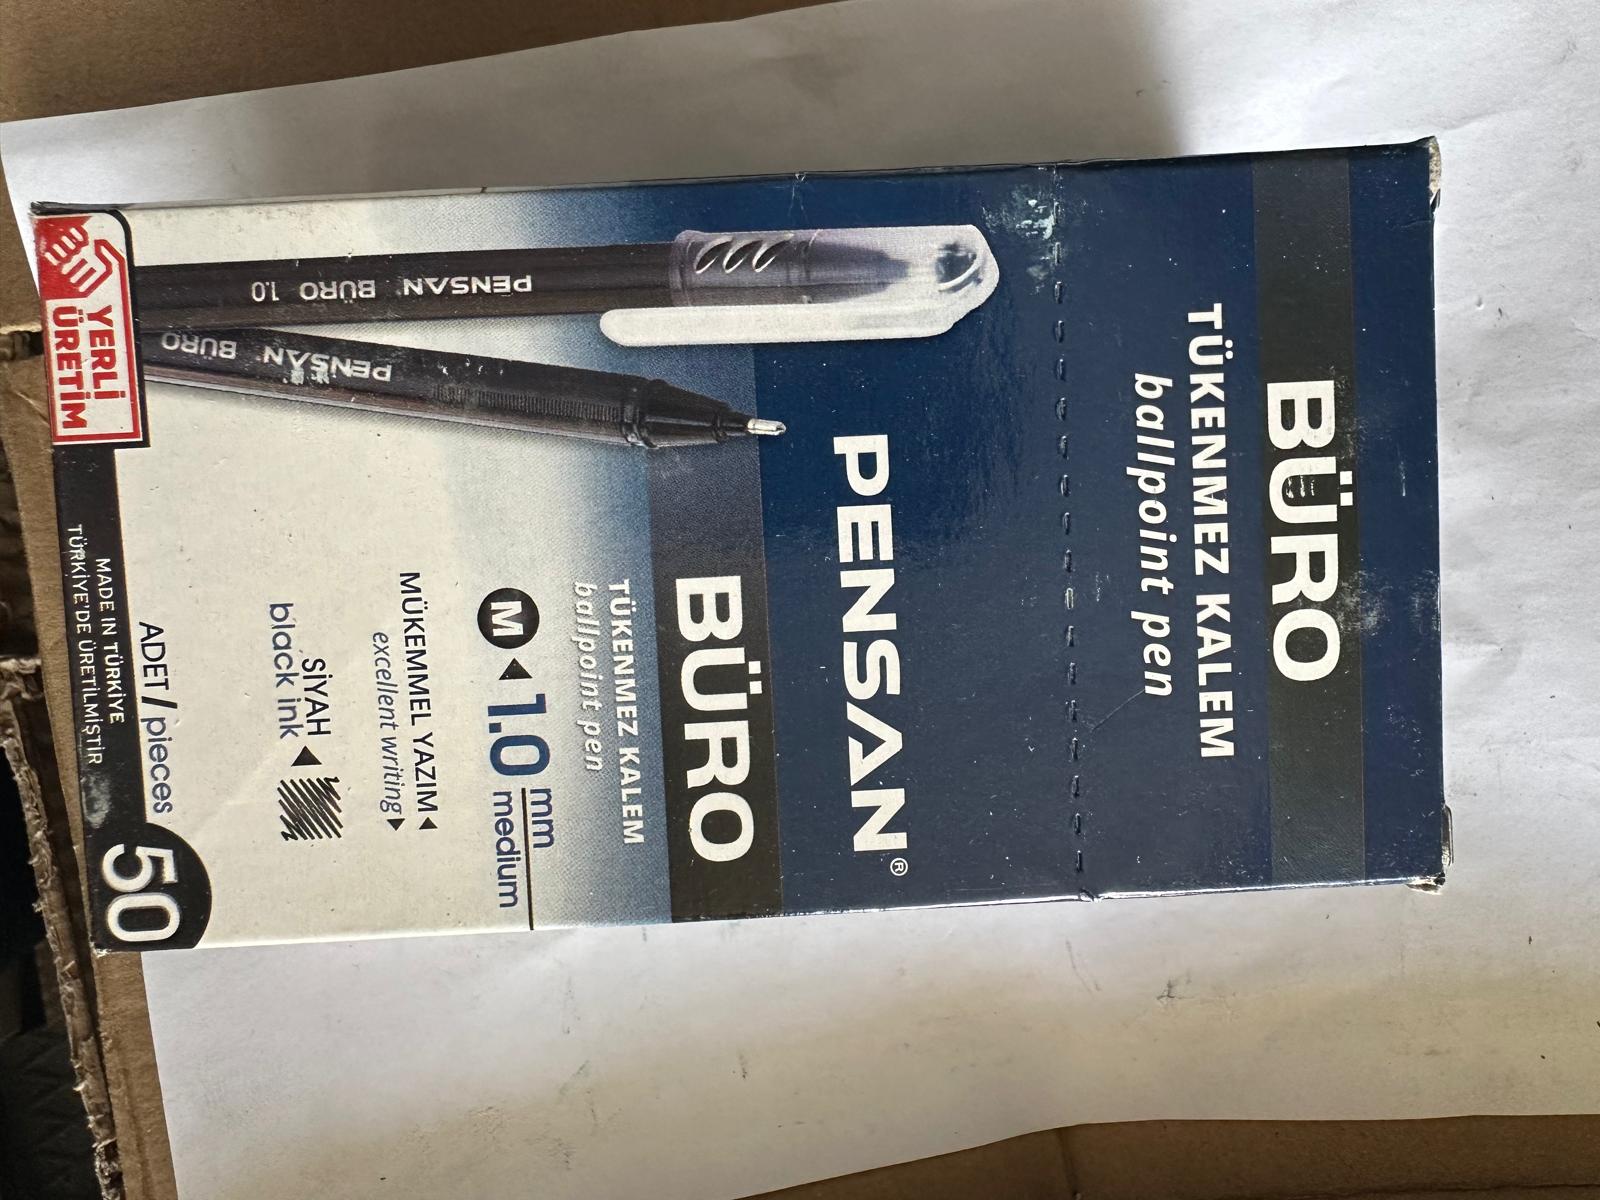 BÜRO
TÜKENMEZ KALEM
ballpoint pen
PENSAN®
BÜRO
TÜKENMEZ KALEM
ballpoint pen
M 1.0 mm
medium
MÜKEMMEL YAZIM
excellent writing
SİYAH
black ink
ADET / pieces
50
MADE IN TÜRKİYE
TÜRKİYE'DE ÜRETİLMİŞTİR
YERLİ
ÜRETİM
PENSAN BÜRO 1.0
PENSAN BÜRO